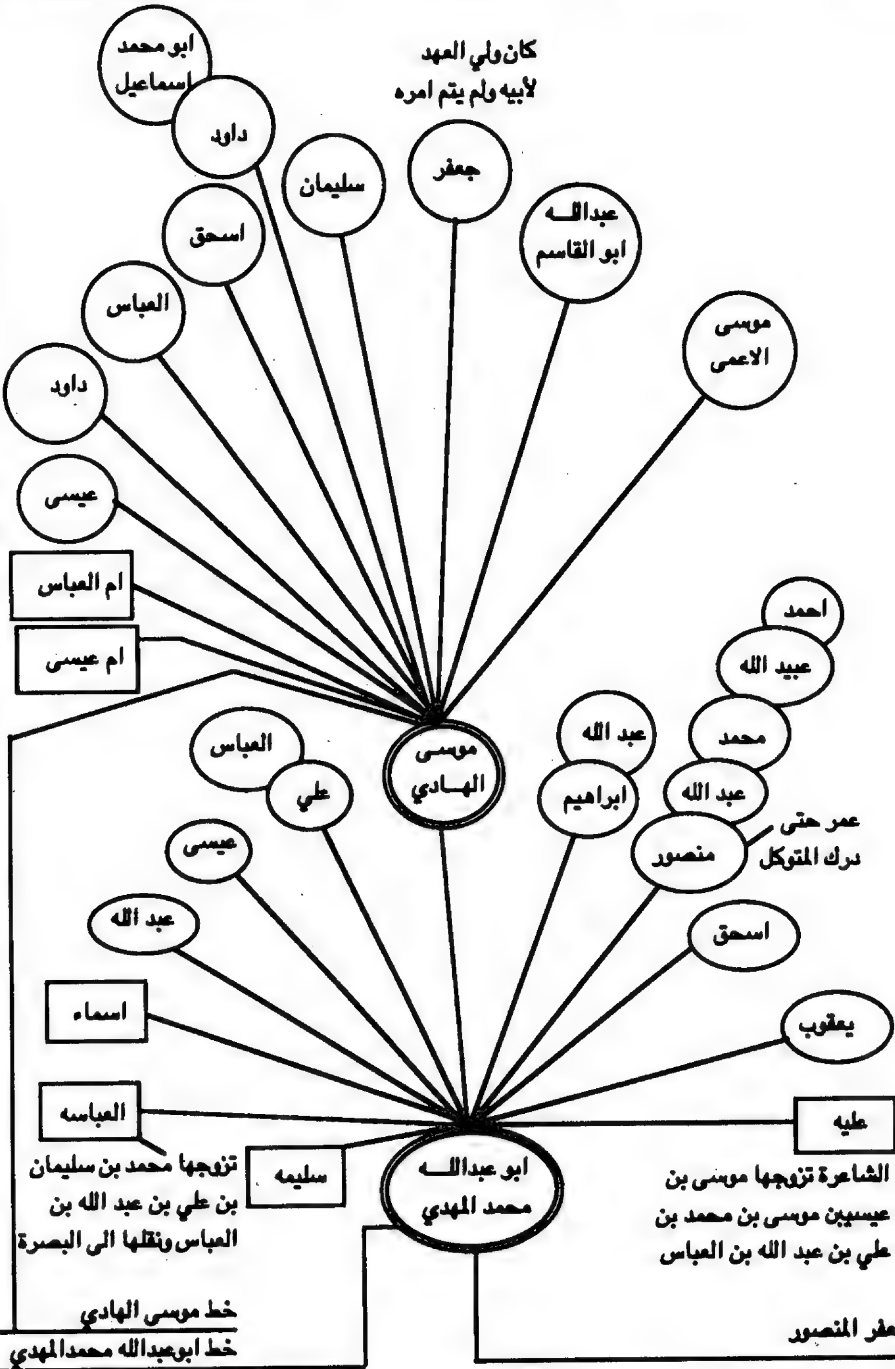 ابو محمد
اسماعيل
داود
سليمان
كان ولي العهد
لأبيه ولم يتم امره
جعفر
عبدالله
ابو القاسم
موسى
الاعمى
اسحق
العباس
داود
عيسى
ام العباس
ام عيسى
موسى
الهادي
احمد
عبيد الله
محمد
عبد الله
منصور
عمر حتى
درك المتوكل
عبد الله
ابراهيم
العباس
علي
عيسى
عبد الله
اسحق
يعقوب
اسماء
العباسه
تزوجها محمد بن سليمان
بن علي بن عبد الله بن
العباس ونقلها الى البصرة
سليمه
ابو عبدالله
محمد المهدي
عليه
الشاعرة تزوجها موسى بن
عيسيبن موسى بن محمد بن
علي بن عبد الله بن العباس
خط موسى الهادي
خط ابوعبدالله محمدالمهدي
عفر المنصور